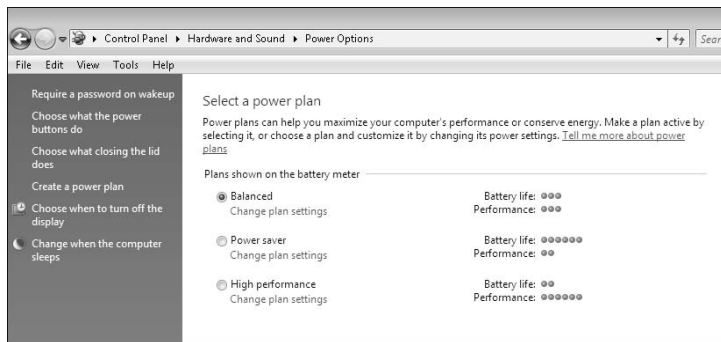 Control Panel ▸ Hardware and Sound ▸ Power Options
Sear
File Edit View Tools Help
Require a password on wakeup
Choose what the power
buttons do
Choose what closing the lid
does
Create a power plan
Choose when to turn off the
display
Change when the computer
sleeps
Select a power plan
Power plans can help you maximize your computer's performance or conserve energy. Make a plan active by
selecting it, or choose a plan and customize it by changing its power settings. Tell me more about power
plans
Plans shown on the battery meter
Balanced Battery life:
Change plan settings Performance:
Power saver Battery life:
Change plan settings Performance:
High performance Battery life:
Change plan settings Performance: